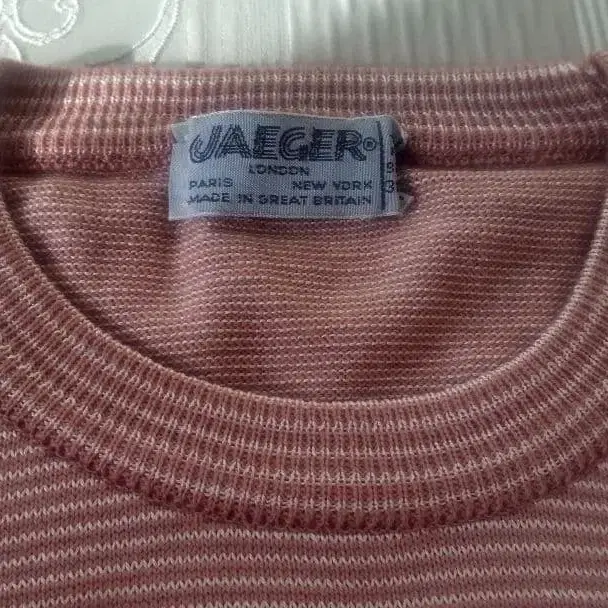 JAEGER®
LONDON
PARIS NEW YORK
MADE IN GREAT BRITAIN